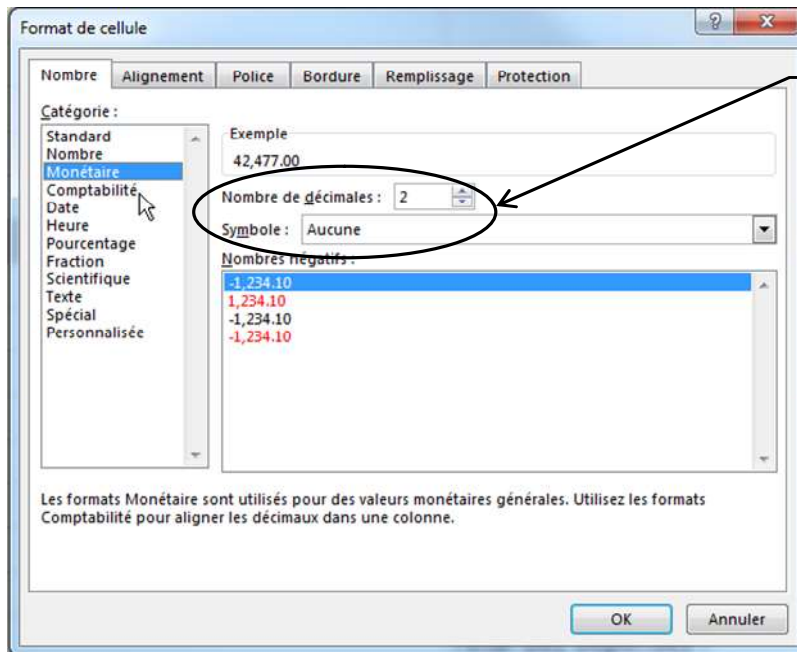 Format de cellule
Nombre Alignement Police Bordure Remplissage Protection
Catégorie :
Standard
Nombre
Monétaire
Comptabilité
Date
Heure
Pourcentage
Fraction
Scientifique
Texte
Spécial
Personnalisée
Exemple
42,477.00
Nombre de décimales : 2
Symbole : Aucune
Nombres négatifs :
-1,234.10
1,234.10
-1,234.10
-1,234.10
Les formats Monétaire sont utilisés pour des valeurs monétaires générales. Utilisez les formats
Comptabilité pour aligner les décimaux dans une colonne.
OK Annuler